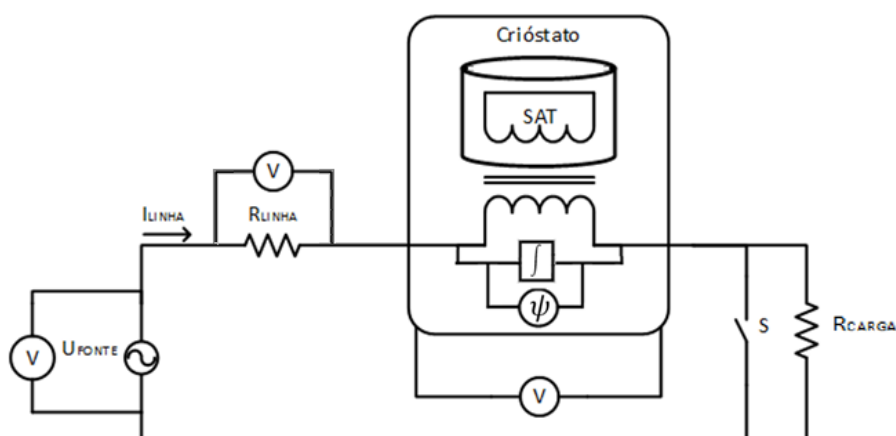 Crióstato
SAT
V
ILINHA
RLINHA
∫
ψ
V
UFONTE
S
RCARGA
V